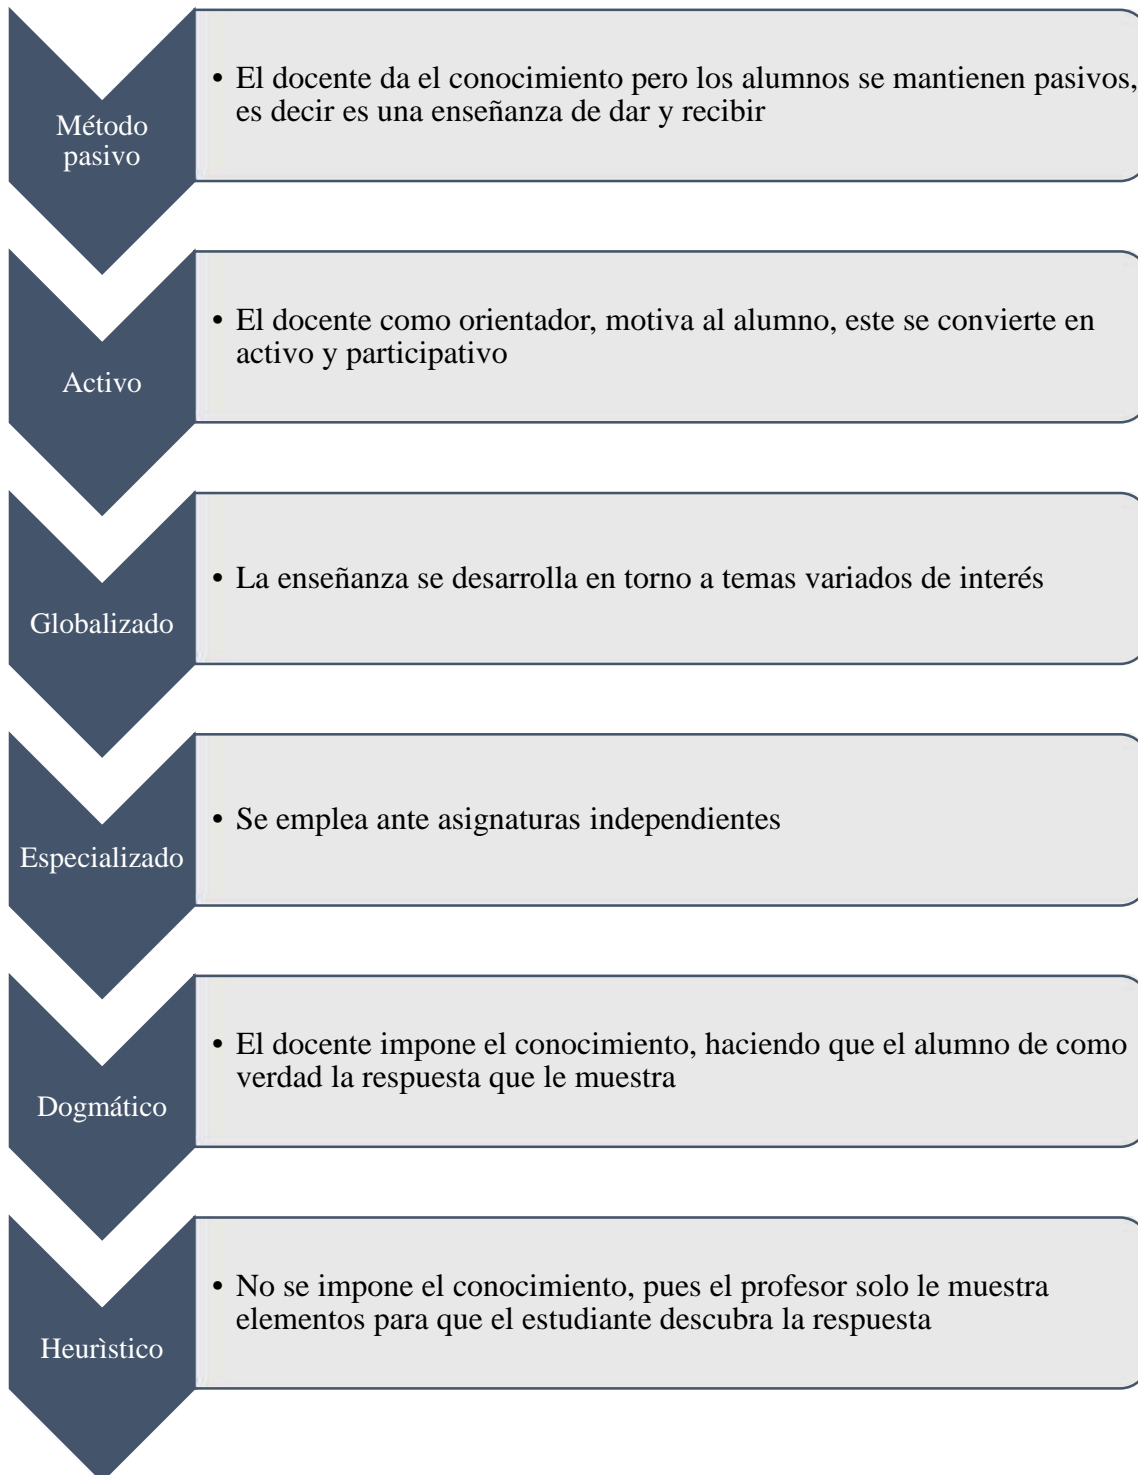 Método
pasivo
• El docente da el conocimiento pero los alumnos se mantienen pasivos,
es decir es una enseñanza de dar y recibir
Activo
• El docente como orientador, motiva al alumno, este se convierte en
activo y participativo
Globalizado
• La enseñanza se desarrolla en torno a temas variados de interés
Especializado
• Se emplea ante asignaturas independientes
Dogmático
• El docente impone el conocimiento, haciendo que el alumno de como
verdad la respuesta que le muestra
Heurìstico
• No se impone el conocimiento, pues el profesor solo le muestra
elementos para que el estudiante descubra la respuesta